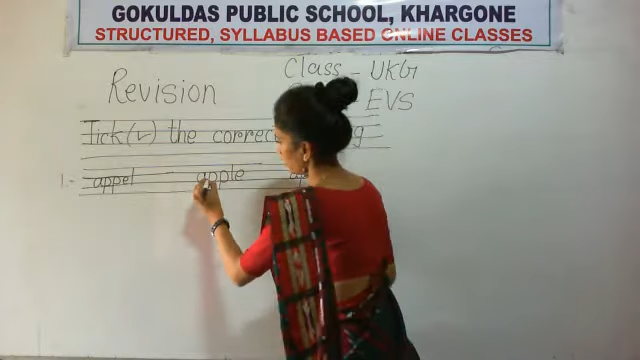 GOKULDAS PUBLIC SCHOOL, KHARGONE
STRUCTURED, SYLLABUS BASED ONLINE CLASSES
Class - UKG
Revision EVS
Tick (✓) the correc
1. appel apple